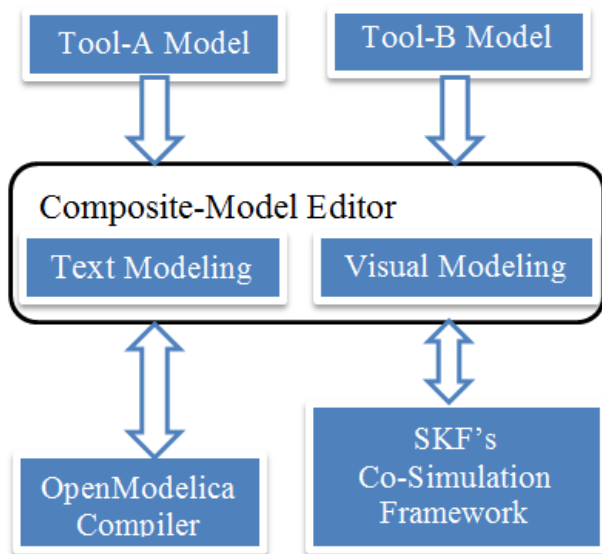 Tool-A Model
Tool-B Model
Composite-Model Editor
Text Modeling
Visual Modeling
OpenModelica
Compiler
SKF's
Co-Simulation
Framework